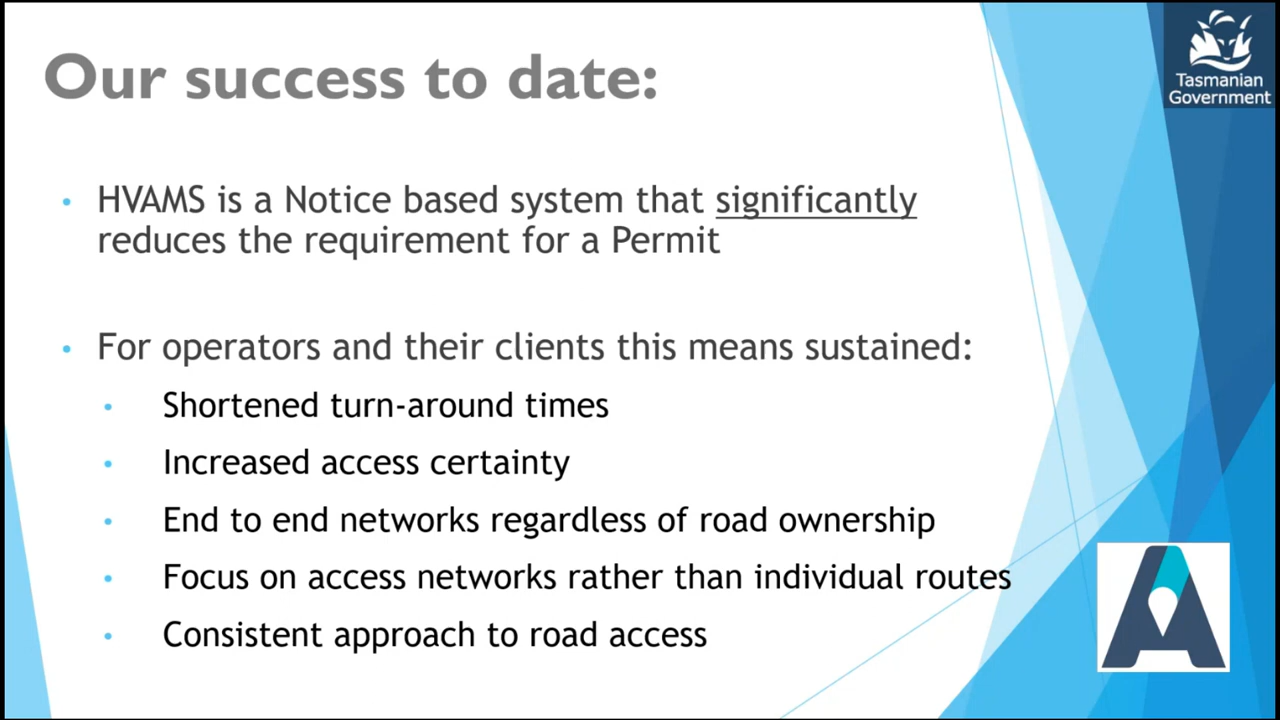 Our success to date:
Tasmanian
Government
• HVAMS is a Notice based system that significantly
reduces the requirement for a Permit
• For operators and their clients this means sustained:
• Shortened turn-around times
• Increased access certainty
• End to end networks regardless of road ownership
• Focus on access networks rather than individual routes
• Consistent approach to road access